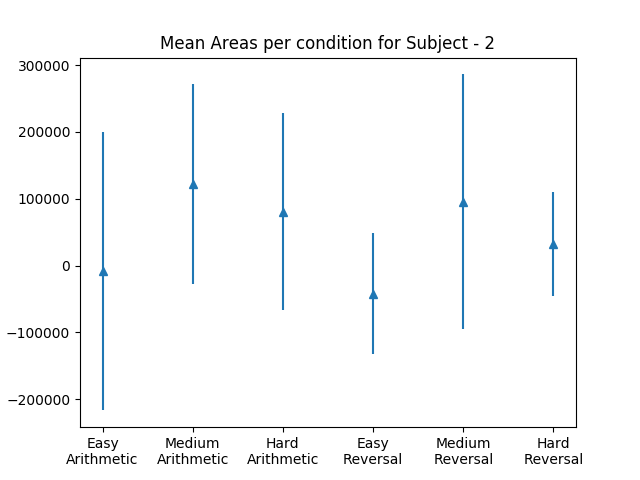 Mean Areas per condition for Subject - 2
300000
200000
100000
0
−100000
−200000
Easy
Arithmetic
Medium
Arithmetic
Hard
Arithmetic
Easy
Reversal
Medium
Reversal
Hard
Reversal